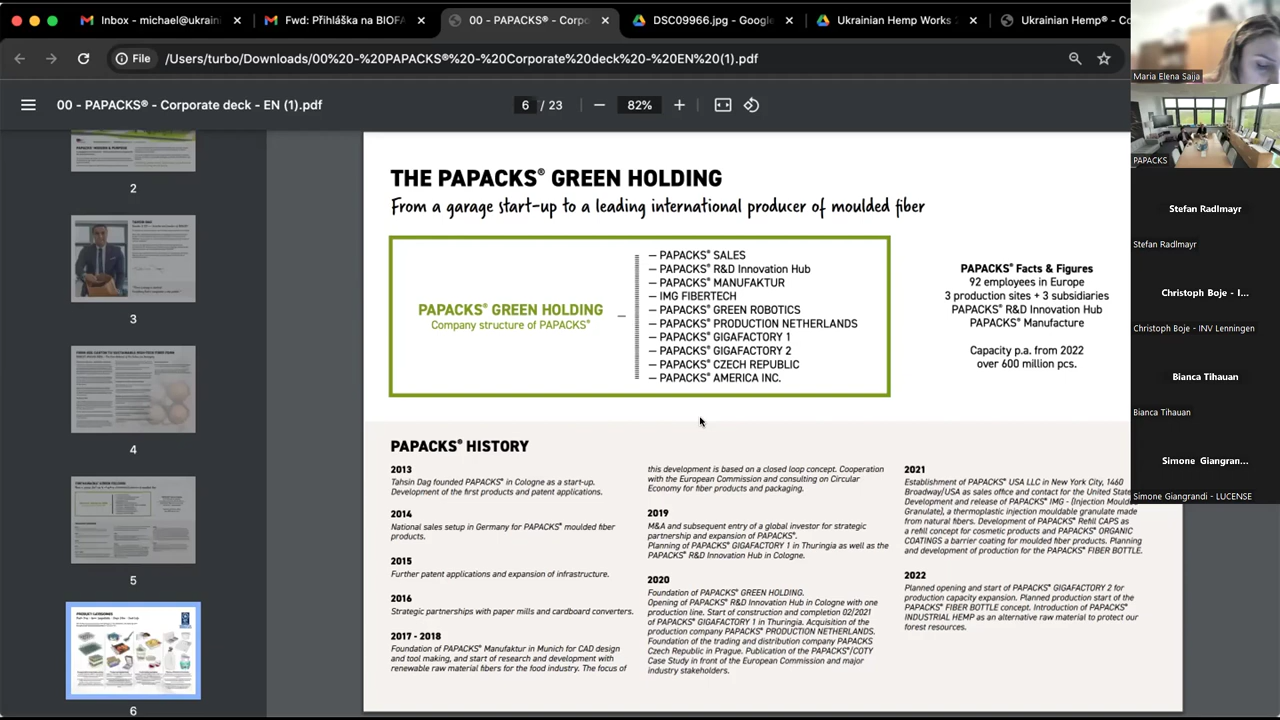 Inbox - michael@ukrain
Fwd: Přihláška na BIOFA
00 - PAPACKS® - Corpo
DSC09966.jpg - Google
Ukrainian Hemp Works 2
Ukrainian Hemp® - Co
File
/Users/turbo/Downloads/00%20-%20PAPACKS®%20-%20Corporate%20deck%20-%20EN%20(1).pdf
00 - PAPACKS® - Corporate deck - EN (1).pdf
6 / 23
82%
2
3
4
5
6
THE PAPACKS® GREEN HOLDING
From a garage start-up to a leading international producer of moulded fiber
PAPACKS® GREEN HOLDING
Company structure of PAPACKS®
— PAPACKS® SALES
— PAPACKS® R&D Innovation Hub
— PAPACKS® MANUFAKTUR
— IMG FIBERTECH
— PAPACKS® GREEN ROBOTICS
— PAPACKS® PRODUCTION NETHERLANDS
— PAPACKS® GIGAFACTORY 1
— PAPACKS® GIGAFACTORY 2
— PAPACKS® CZECH REPUBLIC
— PAPACKS® AMERICA INC.
PAPACKS® Facts & Figures
92 employees in Europe
3 production sites + 3 subsidiaries
PAPACKS® R&D Innovation Hub
PAPACKS® Manufacture
Capacity p.a. from 2022
over 600 million pcs.
PAPACKS® HISTORY
2013
Tahsin Dag founded PAPACKS® in Cologne as a start-up.
Development of the first products and patent applications.
2014
National sales setup in Germany for PAPACKS® moulded fiber
products.
2015
Further patent applications and expansion of infrastructure.
2016
Strategic partnerships with paper mills and cardboard converters.
2017 - 2018
Foundation of PAPACKS® Manufaktur in Munich for CAD design
and tool making, and start of research and development with
renewable raw material fibers for the food industry. The focus of
this development is based on a closed loop concept. Cooperation
with the European Commission and consulting on Circular
Economy for fiber products and packaging.
2019
M&A and subsequent entry of a global investor for strategic
partnership and expansion of PAPACKS®.
Planning of PAPACKS® GIGAFACTORY 1 in Thuringia as well as the
PAPACKS® R&D Innovation Hub in Cologne.
2020
Foundation of PAPACKS® GREEN HOLDING.
Opening of PAPACKS® R&D Innovation Hub in Cologne with one
production line. Start of construction and completion 02/2021
of PAPACKS® GIGAFACTORY 1 in Thuringia. Acquisition of the
production company PAPACKS® PRODUCTION NETHERLANDS.
Foundation of the trading and distribution company PAPACKS
Czech Republic in Prague. Publication of the PAPACKS®/COTY
Case Study in front of the European Commission and major
industry stakeholders.
2021
Establishment of PAPACKS® USA LLC in New York City, 1460
Broadway/USA as sales office and contact for the United State
Development and release of PAPACKS® IMG - (Injection Moulde
Granulate), a thermoplastic injection mouldable granulate made
from natural fibers. Development of PAPACKS® Refill CAPS as
a refill concept for cosmetic products and PAPACKS® ORGANIC
COATINGS a barrier coating for moulded fiber products. Planning
and development of production for the PAPACKS® FIBER BOTTLE.
2022
Planned opening and start of PAPACKS® GIGAFACTORY 2 for
production capacity expansion. Planned production start of the
PAPACKS® FIBER BOTTLE concept. Introduction of PAPACKS®
INDUSTRIAL HEMP as an alternative raw material to protect our
forest resources.
Maria Elena Saija
PAPACKS
Stefan Radlmayr
Stefan Radlmayr
Christoph Boje - I...
Christoph Boje - INV Lenningen
Bianca Tihauan
Bianca Tihauan
Simone Giangran...
Simone Giangrandi - LUCENSE